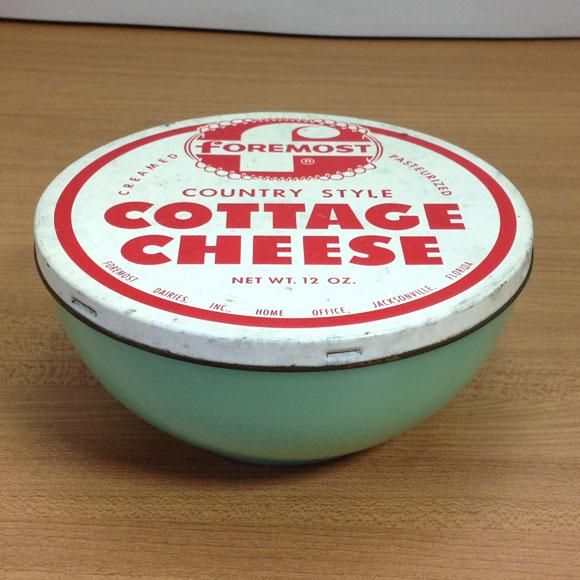 foremost ®
CREAMED
PASTEURIZED
COUNTRY STYLE
COTTAGE
CHEESE
NET WT. 12 OZ.
FOREMOST DAIRIES, INC., HOME OFFICE, JACKSONVILLE, FLORIDA